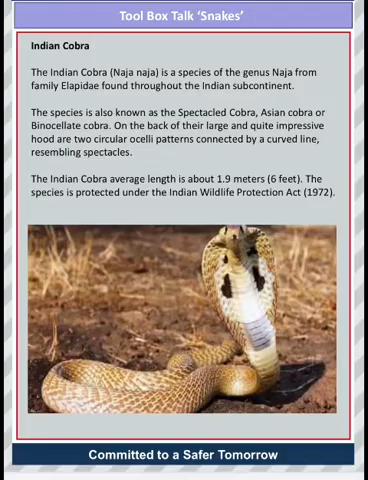 Tool Box Talk ‘Snakes’
Indian Cobra
The Indian Cobra (Naja naja) is a species of the genus Naja from
family Elapidae found throughout the Indian subcontinent.
The species is also known as the Spectacled Cobra, Asian cobra or
Binocellate cobra. On the back of their large and quite impressive
hood are two circular ocelli patterns connected by a curved line,
resembling spectacles.
The Indian Cobra average length is about 1.9 meters (6 feet). The
species is protected under the Indian Wildlife Protection Act (1972).
Committed to a Safer Tomorrow